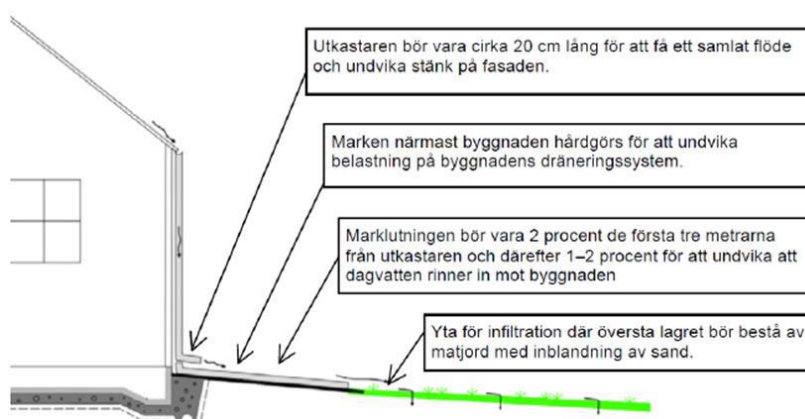 Utkastaren bör vara cirka 20 cm lång för att få ett samlat flöde
och undvika stänk på fasaden.
Marken närmast byggnaden hårdgörs för att undvika
belastning på byggnadens dräneringssystem.
Marklutningen bör vara 2 procent de första tre metrarna
från utkastaren och därefter 1–2 procent för att undvika att
dagvatten rinner in mot byggnaden
Yta för infiltration där översta lagret bör bestå av
matjord med inblandning av sand.